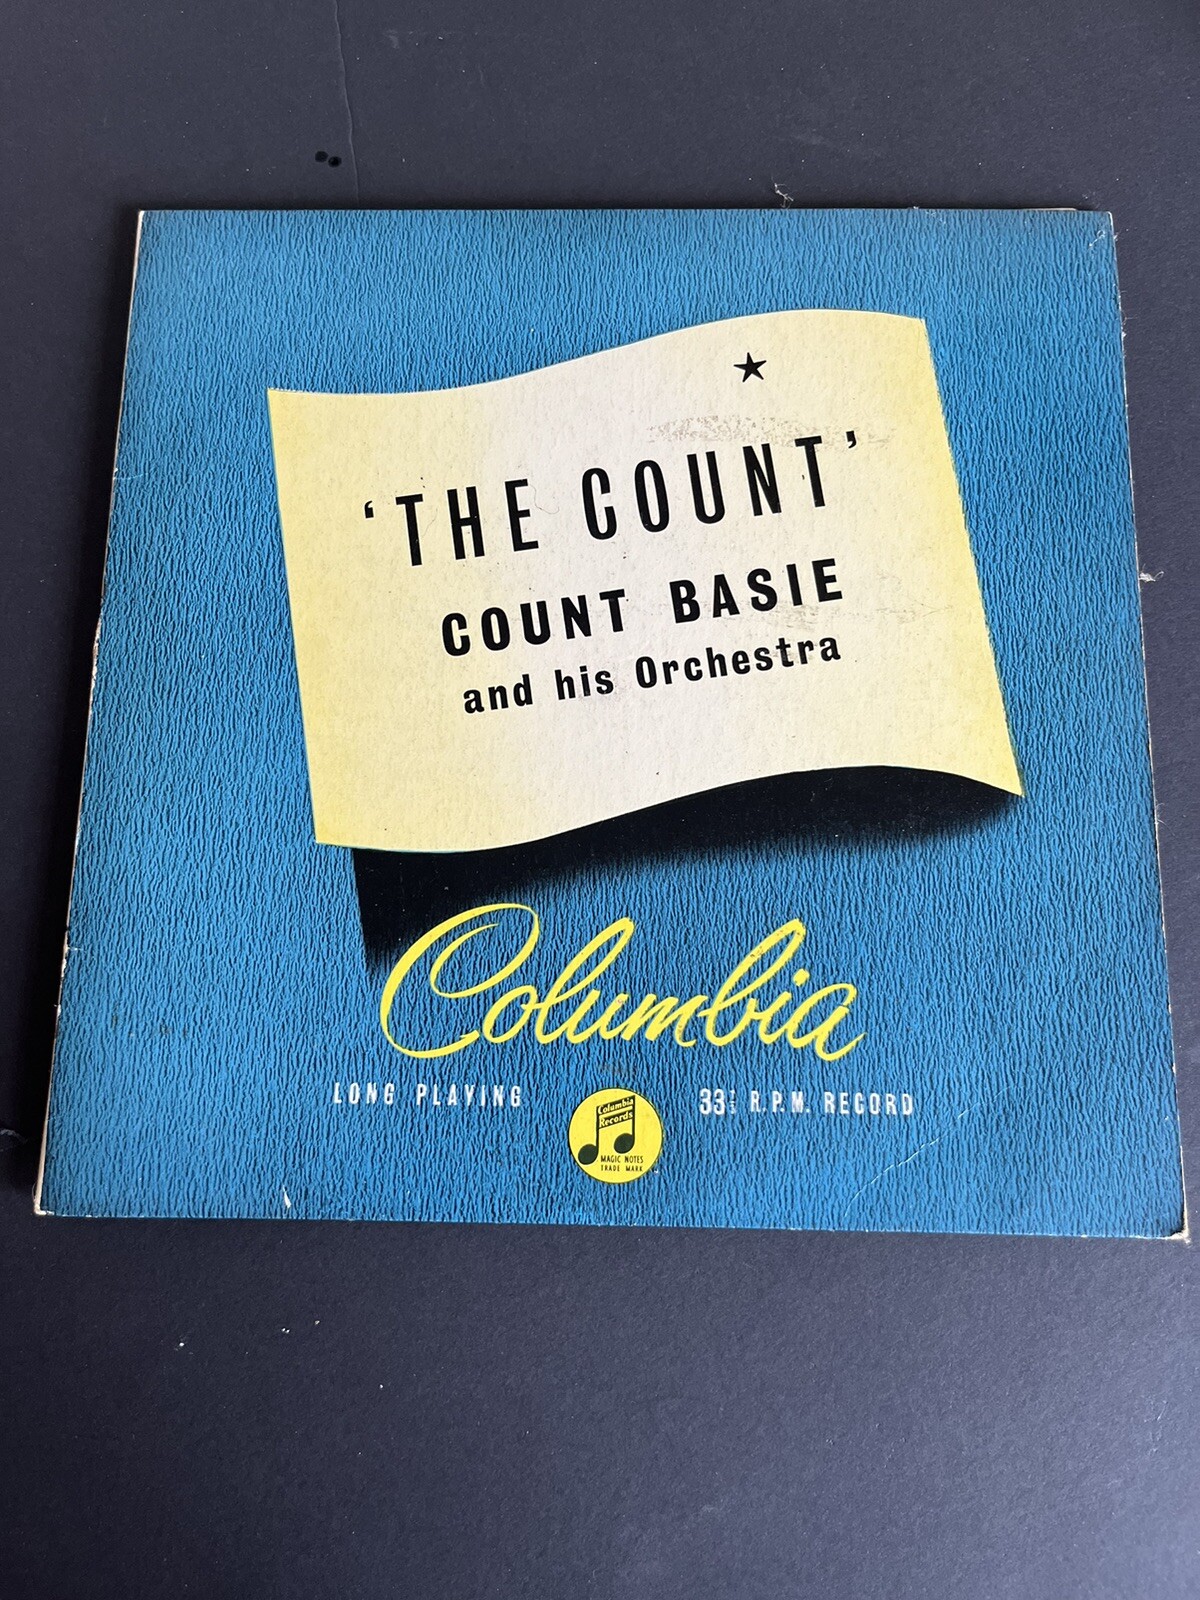 ‘THE COUNT’
COUNT BASIE
and his Orchestra
Columbia
LONG PLAYING
33⅓ R.P.M. RECORD
Columbia
Records
MAGIC NOTES
TRADE MARK